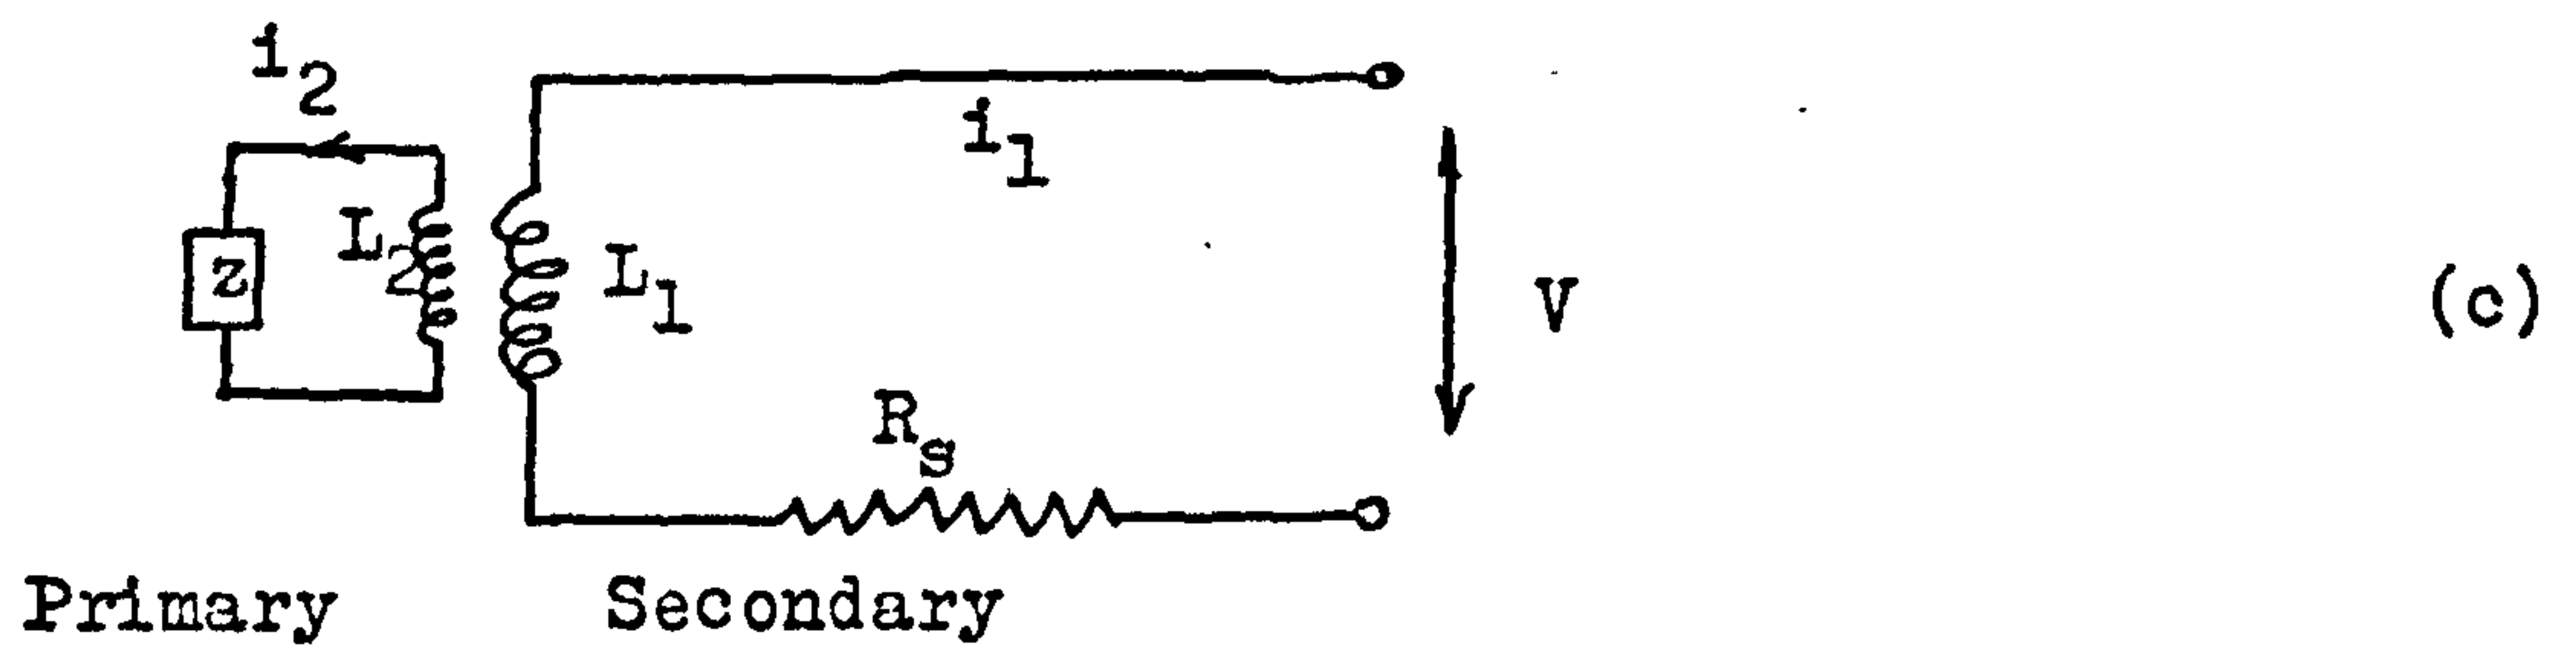 i2
i1
L2
Z
L1
V
(c)
Rs
Primary Secondary